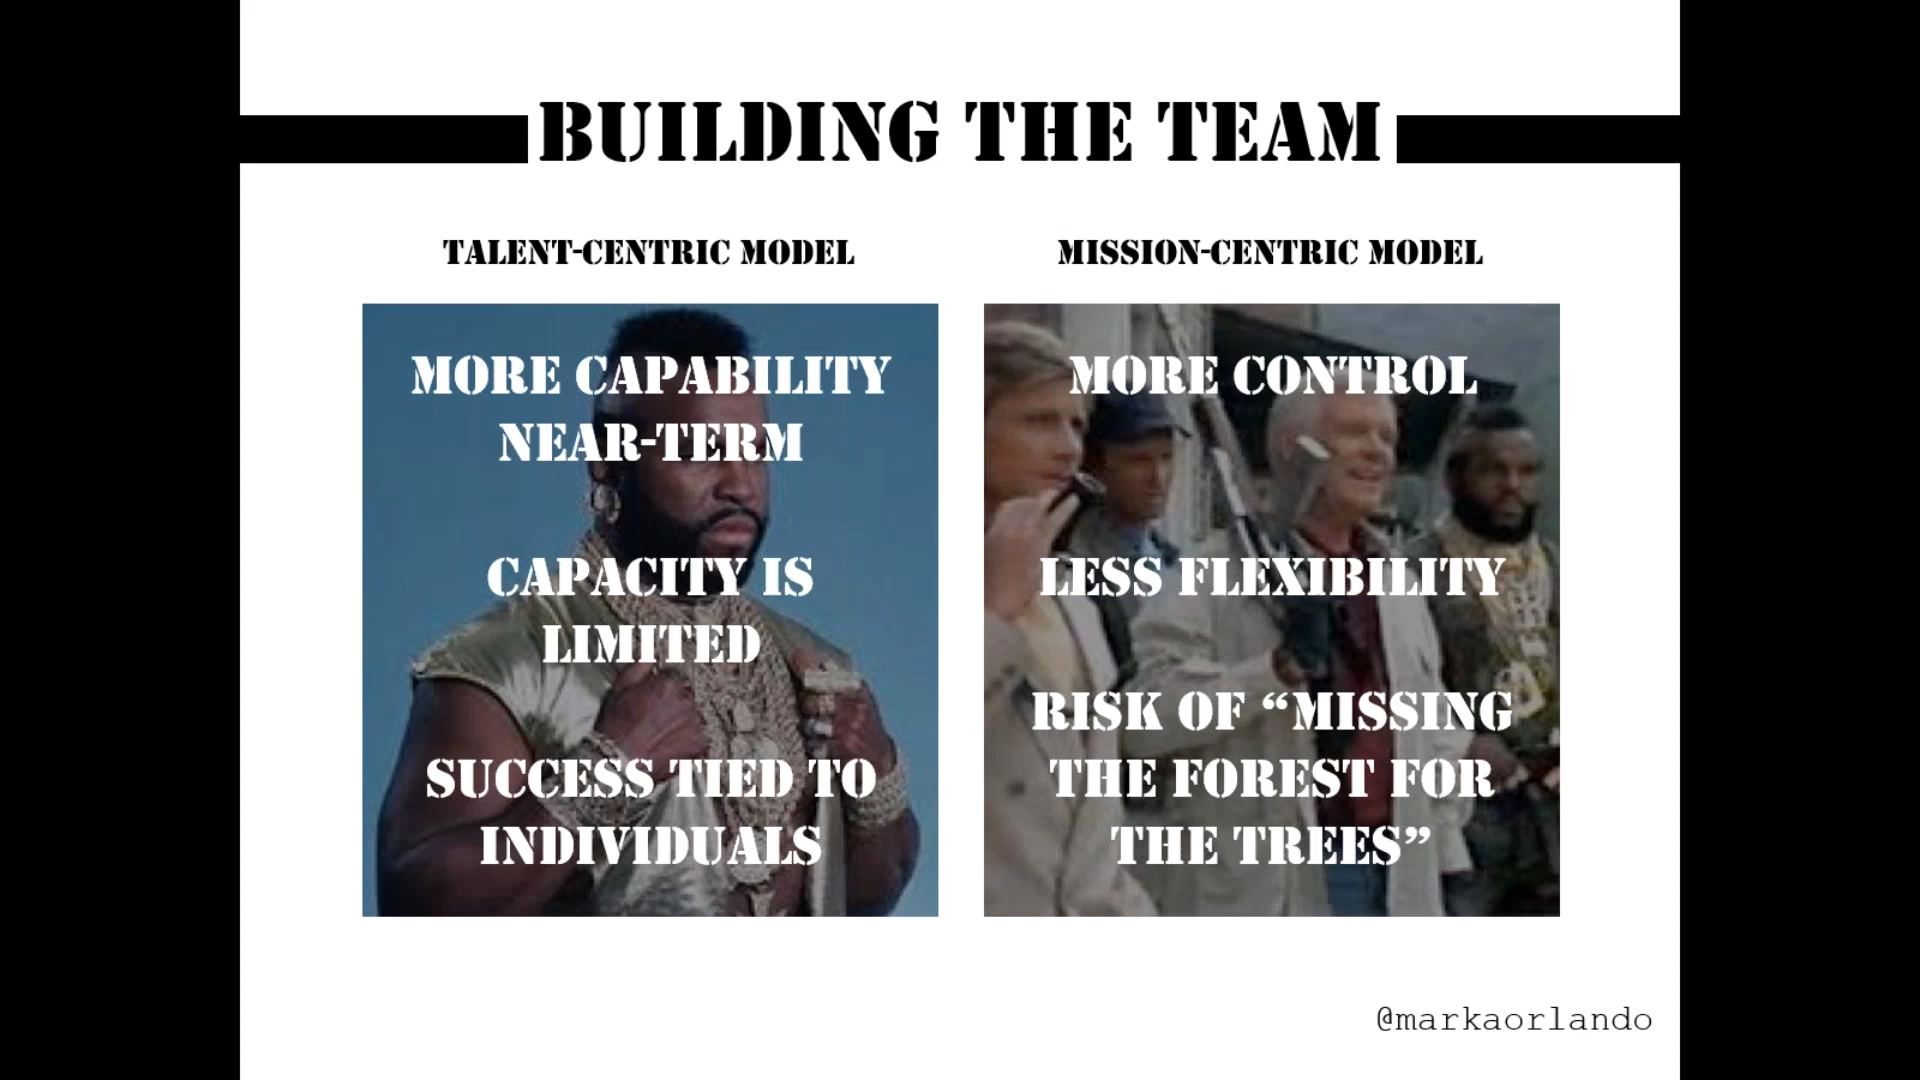 BUILDING THE TEAM
TALENT-CENTRIC MODEL
MORE CAPABILITY
NEAR-TERM
CAPACITY IS
LIMITED
SUCCESS TIED TO
INDIVIDUALS
MISSION-CENTRIC MODEL
MORE CONTROL
LESS FLEXIBILITY
RISK OF “MISSING
THE FOREST FOR
THE TREES”
@markaorlando